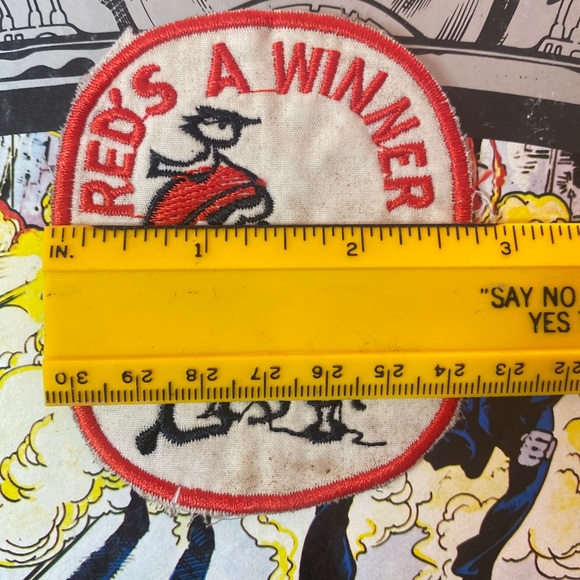 RED'S A WINNER
IN. 1 2 3
"SAY NO
YES
30 29 28 27 26 25 24 23 22